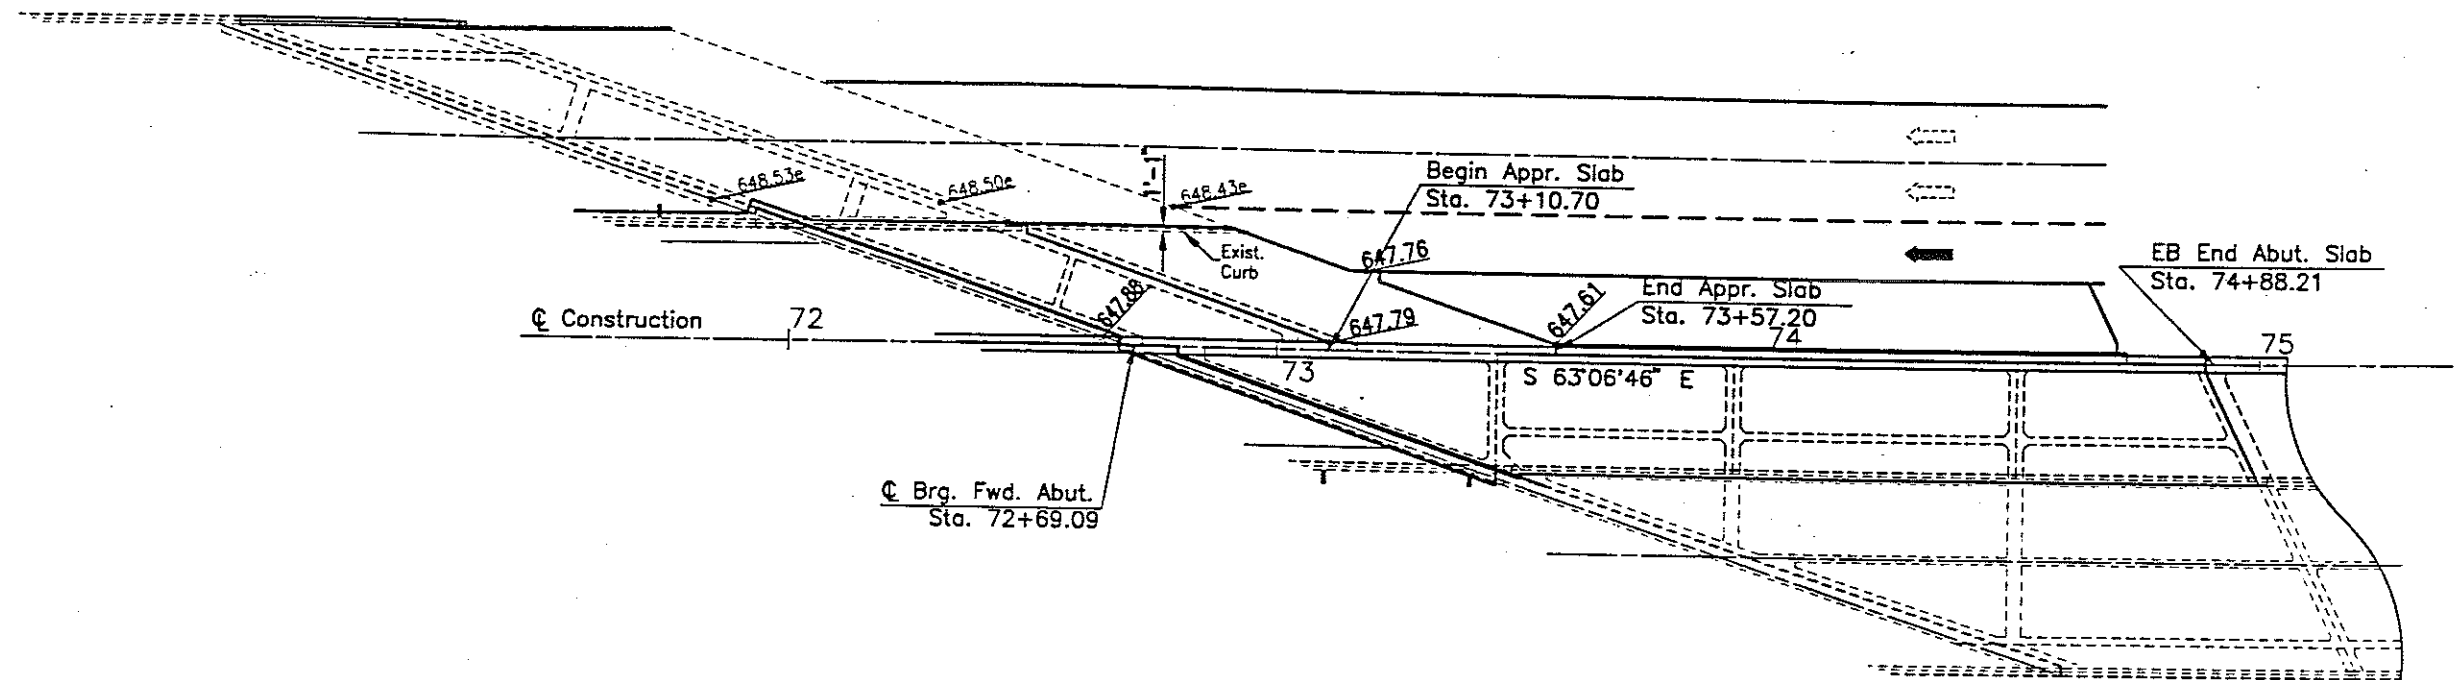 1'-1"
648.53e
648.50e
648.43e
Begin Appr. Slab
Sta. 73+10.70
Exist.
Curb
647.76
EB End Abut. Slab
Sta. 74+88.21
647.88
647.61
End Appr. Slab
Sta. 73+57.20
℄ Construction
72
647.79
74
75
73
S 63°06'46" E
℄ Brg. Fwd. Abut.
Sta. 72+69.09